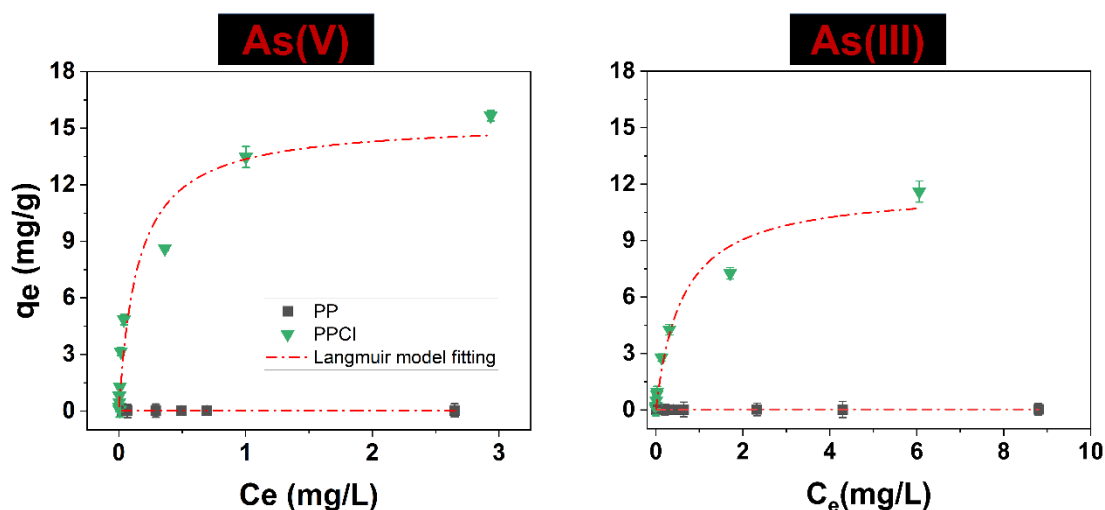 As(V)
18
15
12
9
6
3
0
qe (mg/g)
PP
PPCI
Langmuir model fitting
0 1 2 3
Ce (mg/L)
As(III)
18
15
12
9
6
3
0
0 2 4 6 8 10
Ce(mg/L)